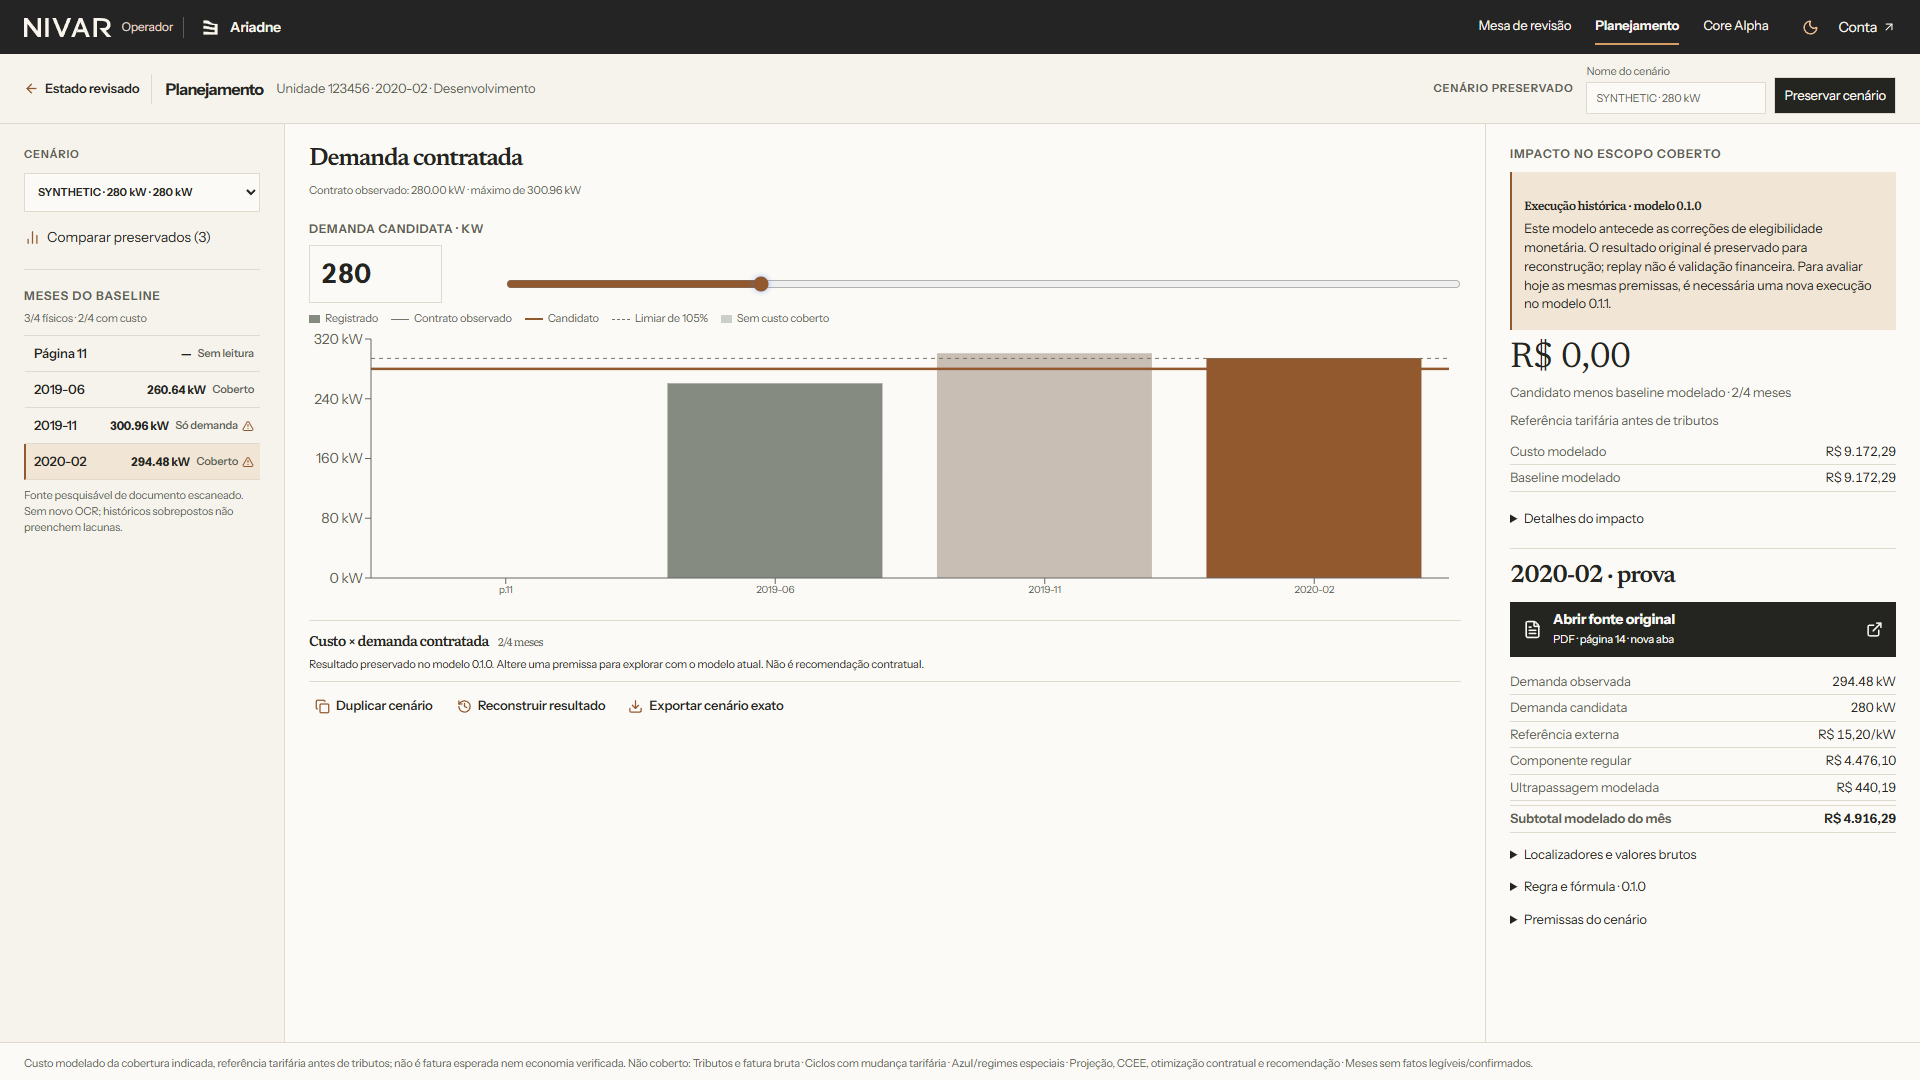 NIVAR Operador Ariadne Mesa de revisão Planejamento Core Alpha Conta
Estado revisado Planejamento Unidade 123456 · 2020-02 · Desenvolvimento CENÁRIO PRESERVADO
Nome do cenário
SYNTHETIC · 280 kW
Preservar cenário
CENÁRIO
SYNTHETIC · 280 kW · 280 kW
Comparar preservados (3)
MESES DO BASELINE
3/4 físicos · 2/4 com custo
Página 11 — Sem leitura
2019-06 260.64 kW Coberto
2019-11 300.96 kW Só demanda
2020-02 294.48 kW Coberto
Fonte pesquisável de documento escaneado.
Sem novo OCR; históricos sobrepostos não
preenchem lacunas.
Demanda contratada
Contrato observado: 280.00 kW · máximo de 300.96 kW
DEMANDA CANDIDATA · KW
280
Registrado Contrato observado Candidato Limiar de 105% Sem custo coberto
320 kW
240 kW
160 kW
80 kW
0 kW
p.11 2019-06 2019-11 2020-02
Custo × demanda contratada 2/4 meses
Resultado preservado no modelo 0.1.0. Altere uma premissa para explorar com o modelo atual. Não é recomendação contratual.
Duplicar cenário Reconstruir resultado Exportar cenário exato
IMPACTO NO ESCOPO COBERTO
Execução histórica · modelo 0.1.0
Este modelo antecede as correções de elegibilidade
monetária. O resultado original é preservado para
reconstrução; replay não é validação financeira. Para avaliar
hoje as mesmas premissas, é necessária uma nova execução
no modelo 0.1.1.
R$ 0,00
Candidato menos baseline modelado · 2/4 meses
Referência tarifária antes de tributos
Custo modelado R$ 9.172,29
Baseline modelado R$ 9.172,29
Detalhes do impacto
2020-02 · prova
Abrir fonte original
PDF · página 14 · nova aba
Demanda observada 294.48 kW
Demanda candidata 280 kW
Referência externa R$ 15,20/kW
Componente regular R$ 4.476,10
Ultrapassagem modelada R$ 440,19
Subtotal modelado do mês R$ 4.916,29
Localizadores e valores brutos
Regra e fórmula · 0.1.0
Premissas do cenário
Custo modelado da cobertura indicada, referência tarifária antes de tributos; não é fatura esperada nem economia verificada. Não coberto: Tributos e fatura bruta · Ciclos com mudança tarifária · Azul/regimes especiais · Projeção, CCEE, otimização contratual e recomendação · Meses sem fatos legíveis/confirmados.